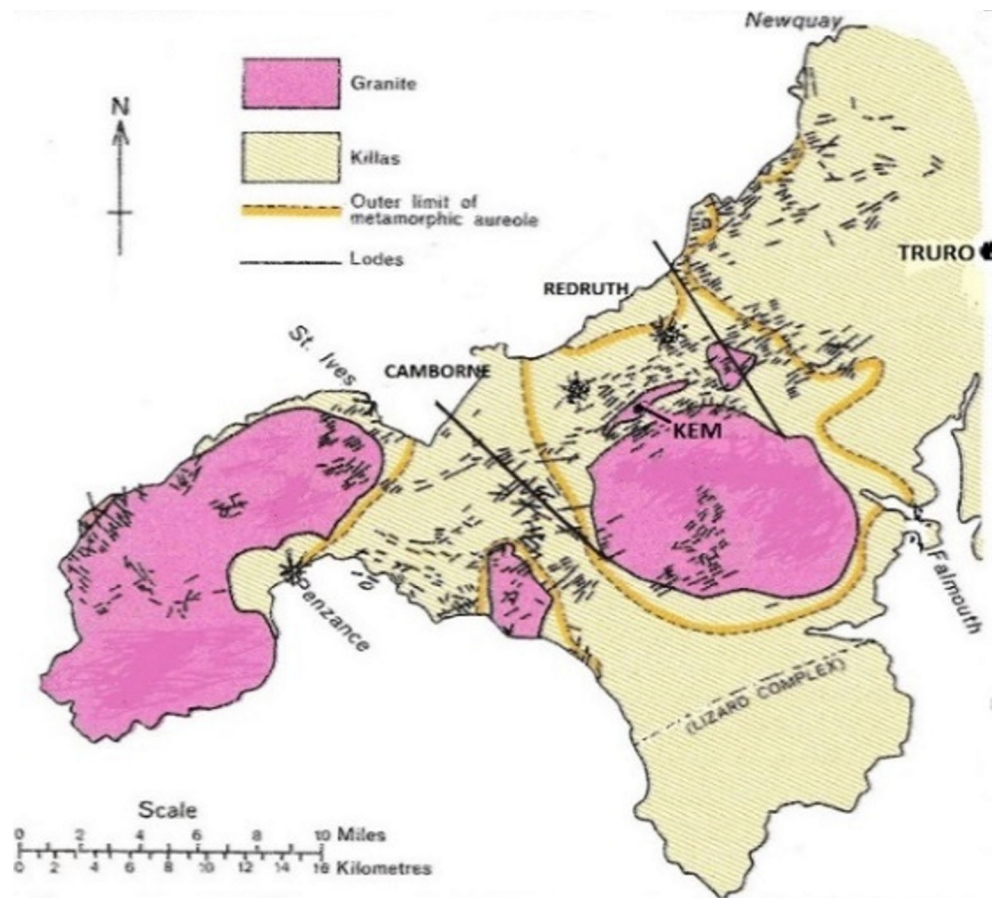 Newquay
Granite
N
Killas
Outer limit of
metamorphic aureole
Lodes
TRURO
REDRUTH
St. Ives
CAMBORNE
KEM
Penzance
Falmouth
(LIZARD COMPLEX)
Scale
0 2 4 6 8 10 Miles
0 2 4 6 8 10 12 14 16 Kilometres